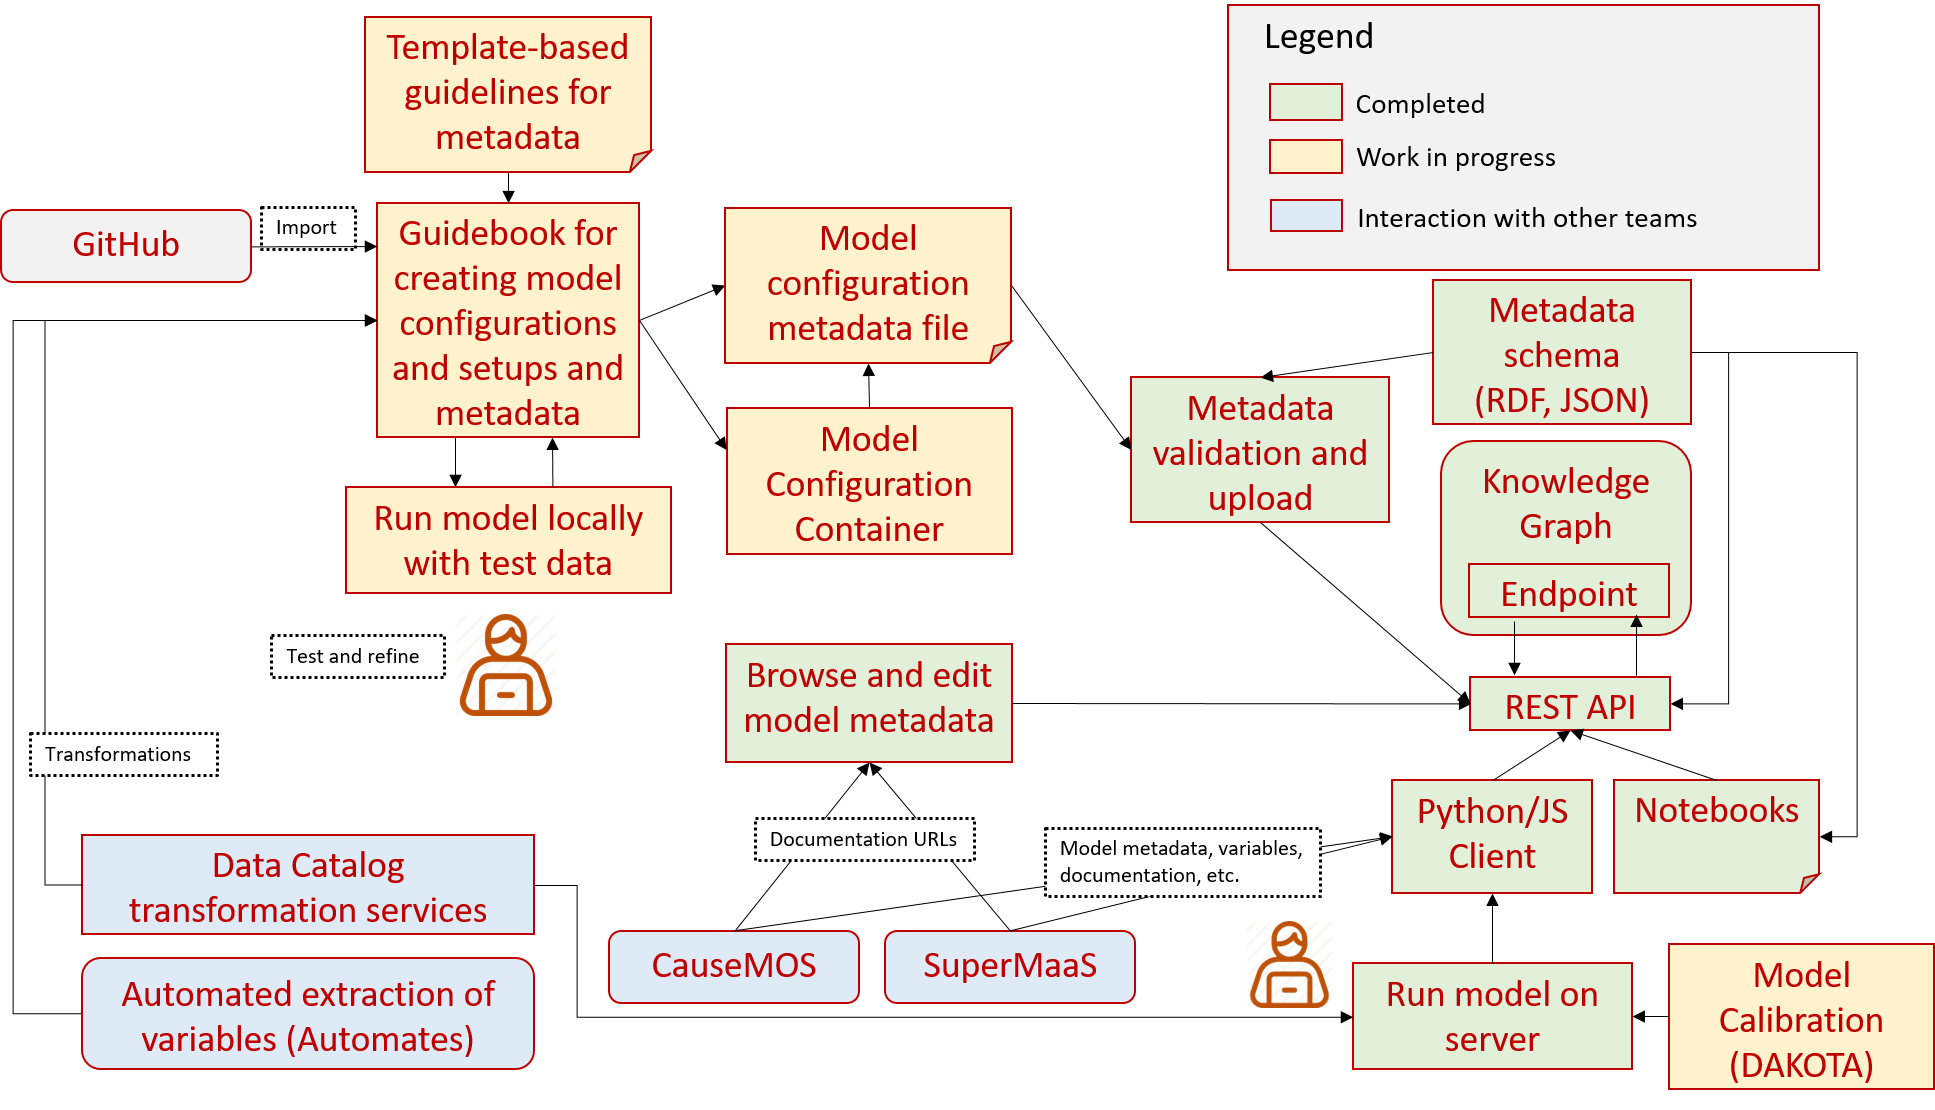 Template-based
guidelines for
metadata
Legend
Completed
Work in progress
Interaction with other teams
GitHub
Import
Guidebook for
creating model
configurations
and setups and
metadata
Model
configuration
metadata file
Metadata
schema
(RDF, JSON)
Metadata
validation and
upload
Model
Configuration
Container
Knowledge
Graph
Endpoint
Run model locally
with test data
Test and refine
Browse and edit
model metadata
REST API
Transformations
Documentation URLs
Model metadata, variables,
documentation, etc.
Python/JS
Client
Notebooks
Data Catalog
transformation services
CauseMOS
SuperMaaS
Automated extraction of
variables (Automates)
Run model on
server
Model
Calibration
(DAKOTA)